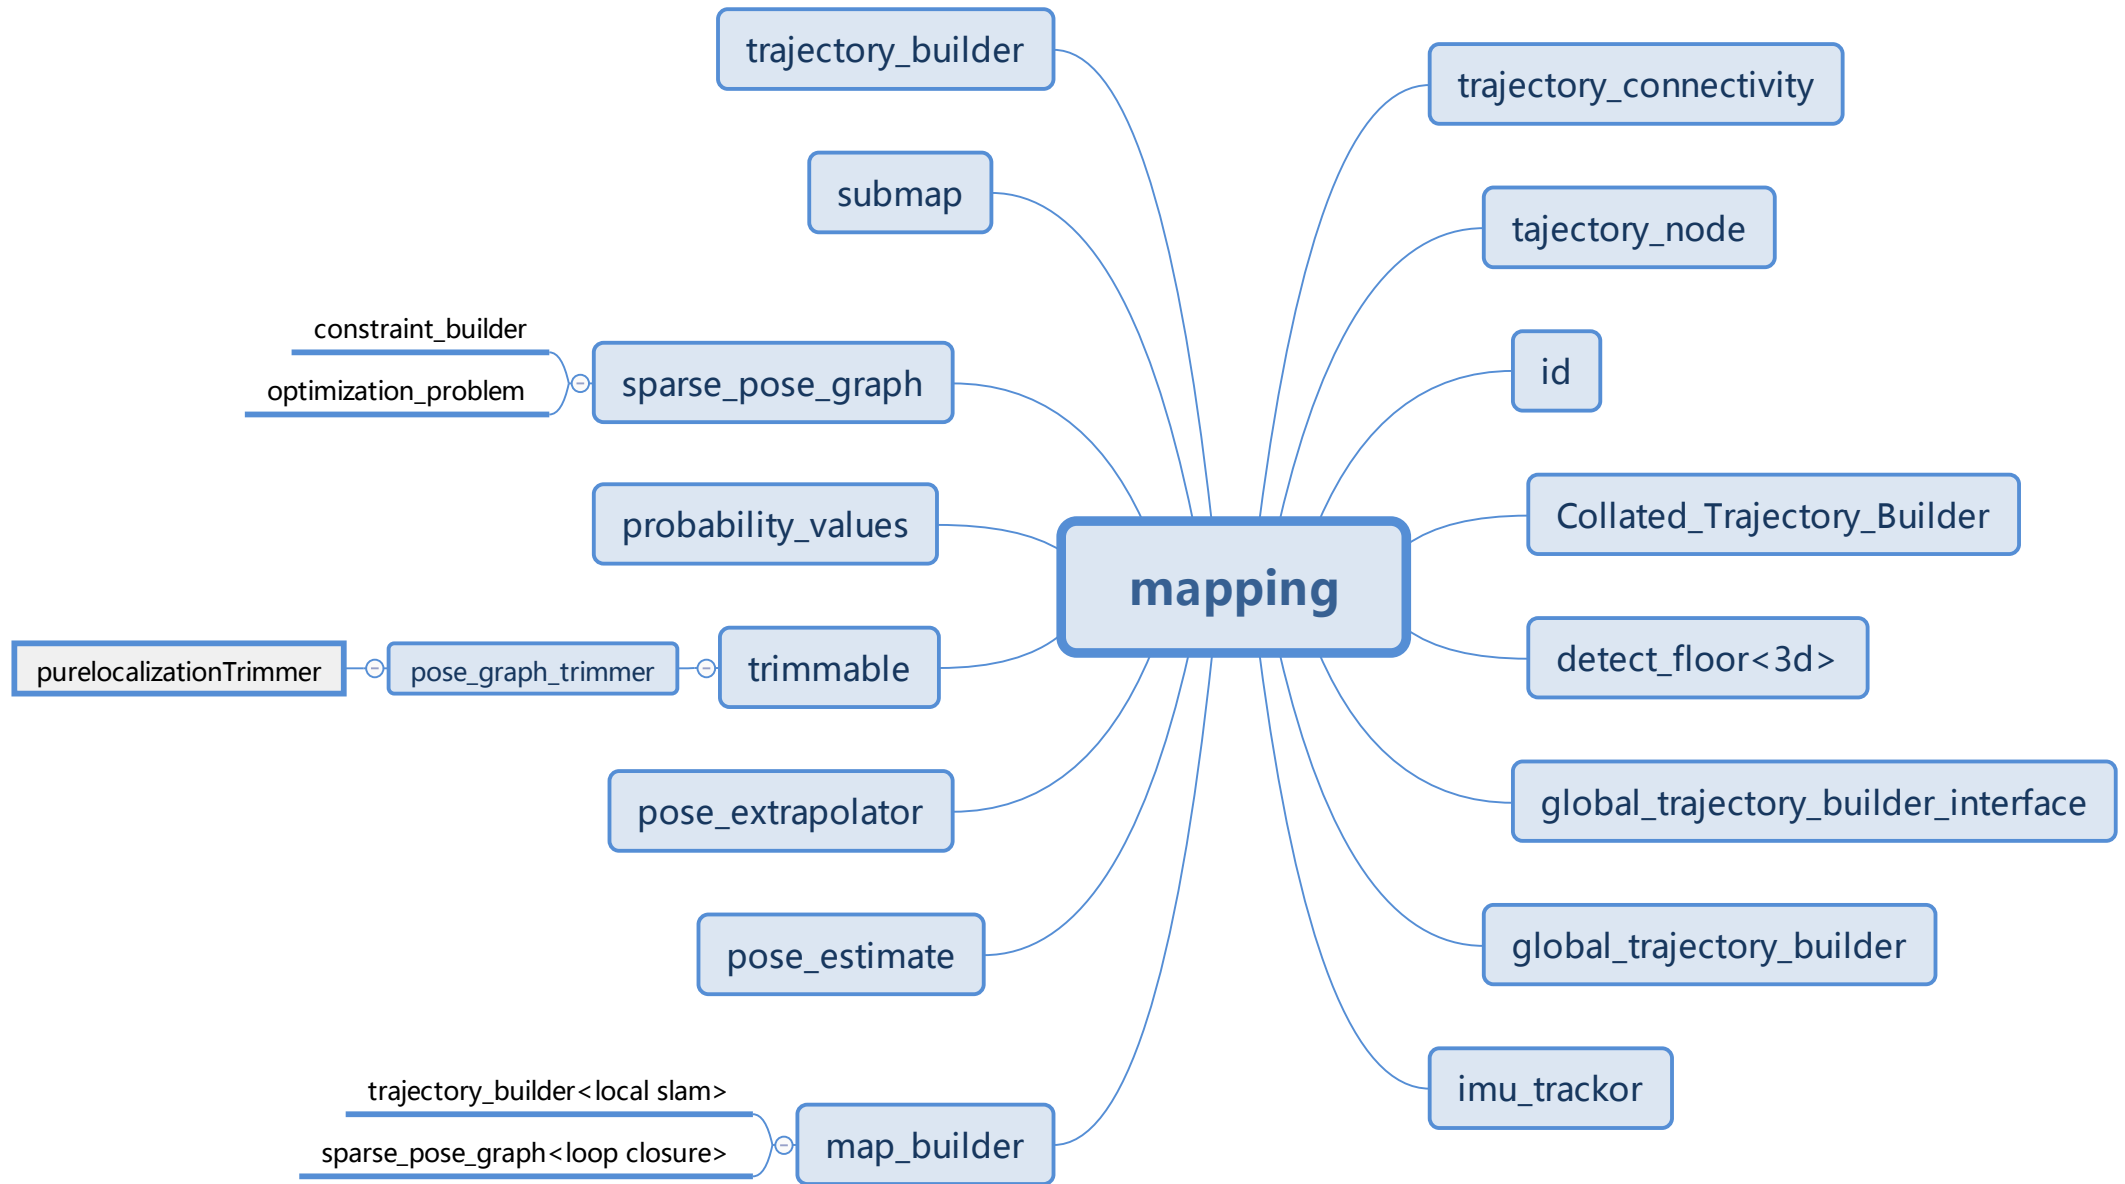 trajectory_builder
submap
constraint_builder
optimization_problem
sparse_pose_graph
probability_values
purelocalizationTrimmer
pose_graph_trimmer
trimmable
pose_extrapolator
pose_estimate
trajectory_builder<local slam>
sparse_pose_graph<loop closure>
map_builder
mapping
trajectory_connectivity
tajectory_node
id
Collated_Trajectory_Builder
detect_floor<3d>
global_trajectory_builder_interface
global_trajectory_builder
imu_trackor